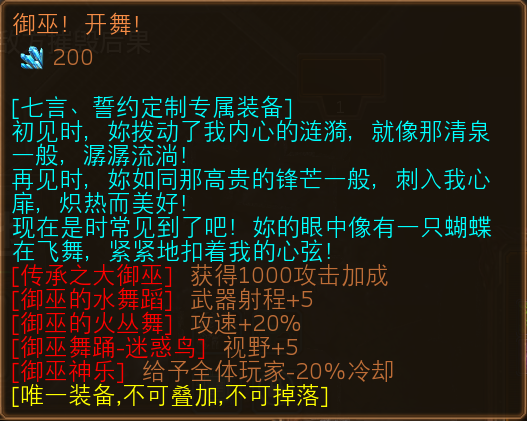 御巫！开舞！
200
[七言、誓约定制专属装备]
初见时，妳拨动了我内心的涟漪，就像那清泉
一般，潺潺流淌！
再见时，妳如同那高贵的锋芒一般，刺入我心
扉，炽热而美好！
现在是时常见到了吧！妳的眼中像有一只蝴蝶
在飞舞，紧紧地扣着我的心弦！
[传承之大御巫] 获得1000攻击加成
[御巫的水舞蹈] 武器射程+5
[御巫的火丛舞] 攻速+20%
[御巫舞踊-迷惑鸟] 视野+5
[御巫神乐] 给予全体玩家-20%冷却
[唯一装备,不可叠加,不可掉落]